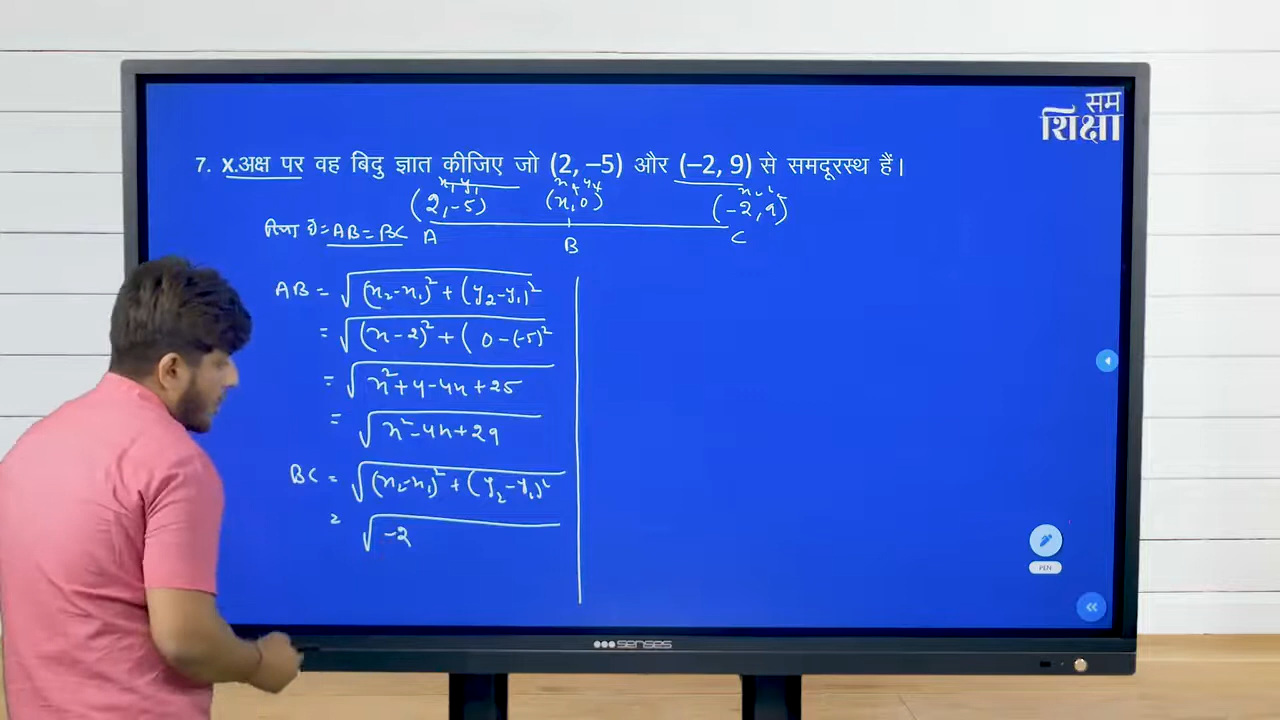 सम
शिक्षा
7. x.अक्ष पर वह बिंदु ज्ञात कीजिए जो (2, –5) और (–2, 9) से समदूरस्थ हैं।
(2,-5) (x,0) (-2,9)
AB=BC A B C
AB = √(x₂-x₁)² + (y₂-y₁)²
= √(x-2)² + (0-(-5)²
= √x²+4-4x+25
= √x²-4x+29
BC = √(x₂-x₁)² + (y₂-y₁)²
= √-2
PEN
senses